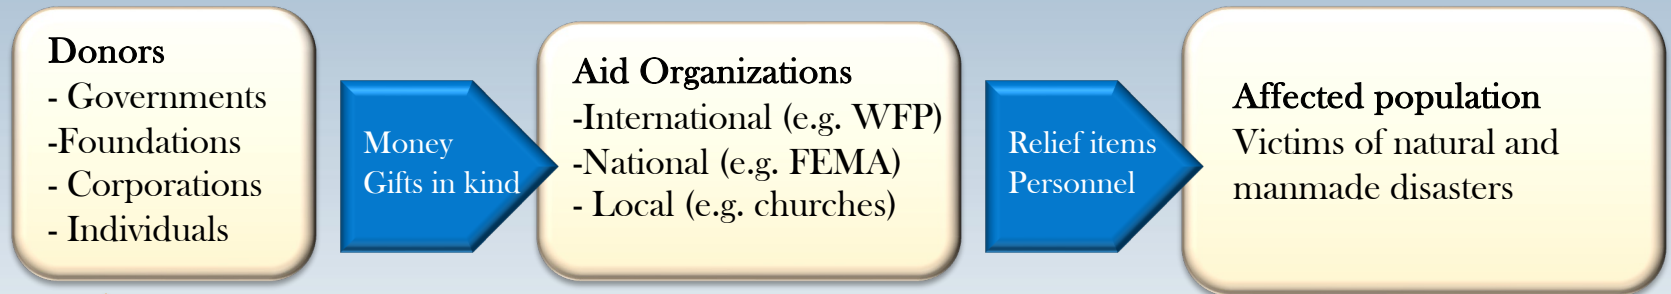 Donors
- Governments
-Foundations
- Corporations
- Individuals
Money
Gifts in kind
Aid Organizations
-International (e.g. WFP)
-National (e.g. FEMA)
- Local (e.g. churches)
Relief items
Personnel
Affected population
Victims of natural and
manmade disasters